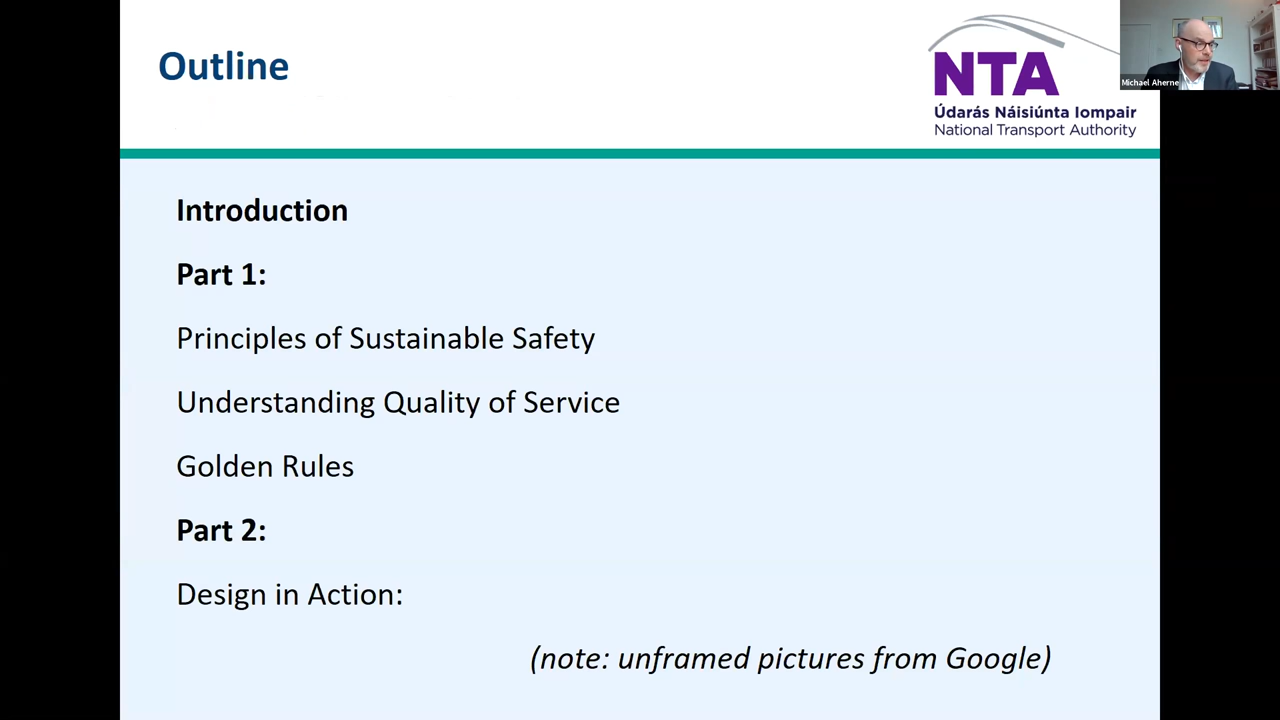 Outline
NTA
Údarás Náisiúnta Iompair
National Transport Authority
Michael Aherne
Introduction
Part 1:
Principles of Sustainable Safety
Understanding Quality of Service
Golden Rules
Part 2:
Design in Action:
(note: unframed pictures from Google)